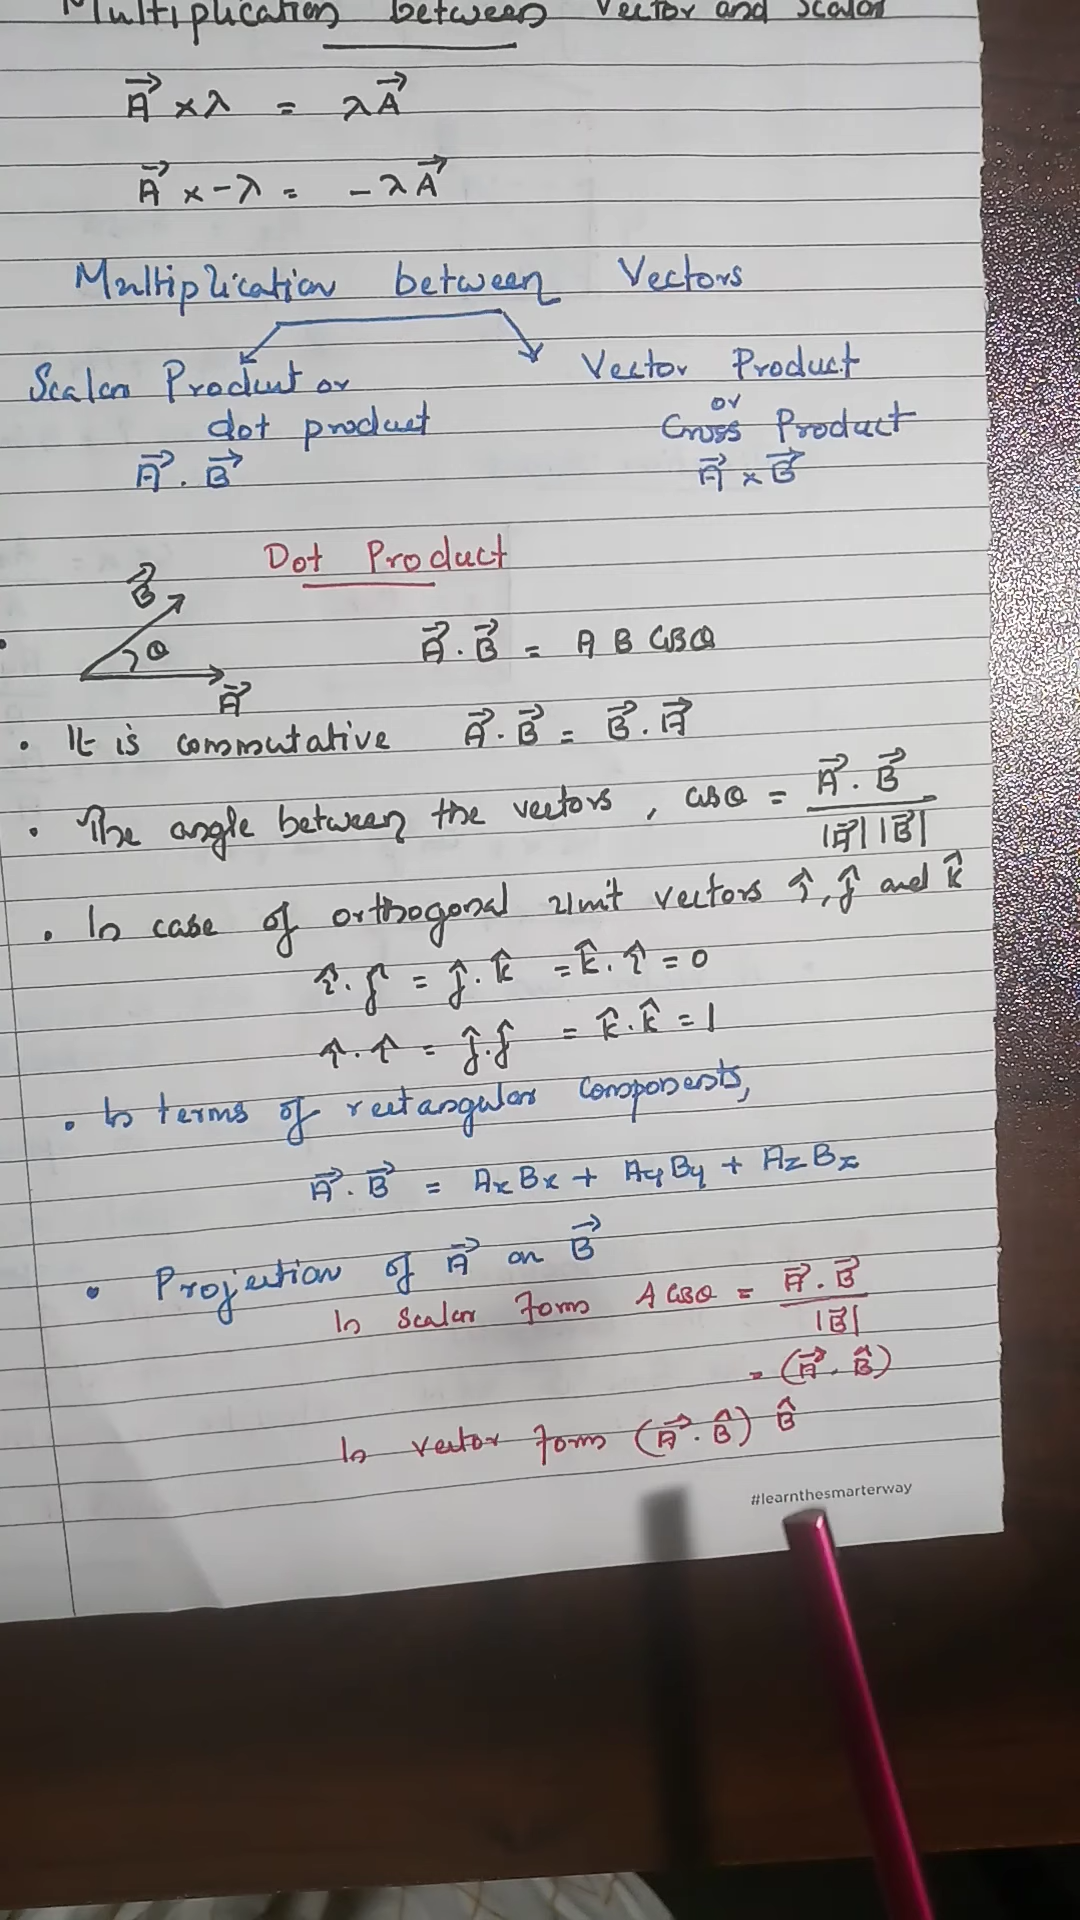 Multiplication between Vector and Scalar
A⃗ × λ = λA⃗
A⃗ × -λ = -λA⃗
Multiplication between Vectors
Scalar Product or
dot product
A⃗ . B⃗
Vector Product
or
Cross Product
A⃗ × B⃗
Dot Product
B⃗
θ
A⃗
A⃗ . B⃗ = A B cosθ
• It is commutative A⃗ . B⃗ = B⃗ . A⃗
• The angle between the vectors, cosθ = A⃗ . B⃗ / |A⃗| |B⃗|
• In case of orthogonal unit vectors î, ĵ and k̂
î . ĵ = ĵ . k̂ = k̂ . î = 0
î . î = ĵ . ĵ = k̂ . k̂ = 1
• In terms of rectangular components,
A⃗ . B⃗ = AxBx + AyBy + AzBz
• Projection of A⃗ on B⃗
In Scalar form A cosθ = A⃗ . B⃗ / |B⃗|
= (A⃗ . B̂)
In vector form (A⃗ . B̂) B̂
#learnthesmarterway